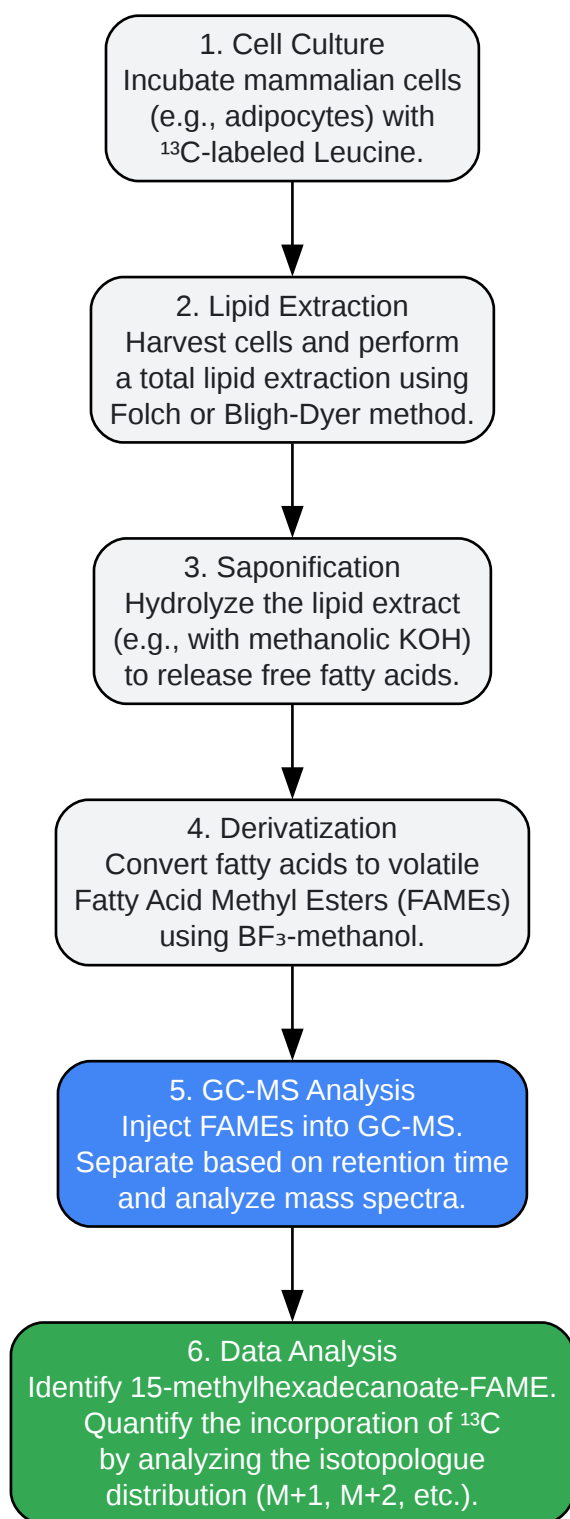 1. Cell Culture
Incubate mammalian cells
(e.g., adipocytes) with
¹³C-labeled Leucine.
2. Lipid Extraction
Harvest cells and perform
a total lipid extraction using
Folch or Bligh-Dyer method.
3. Saponification
Hydrolyze the lipid extract
(e.g., with methanolic KOH)
to release free fatty acids.
4. Derivatization
Convert fatty acids to volatile
Fatty Acid Methyl Esters (FAMEs)
using BF₃-methanol.
5. GC-MS Analysis
Inject FAMEs into GC-MS.
Separate based on retention time
and analyze mass spectra.
6. Data Analysis
Identify 15-methylhexadecanoate-FAME.
Quantify the incorporation of ¹³C
by analyzing the isotopologue
distribution (M+1, M+2, etc.).